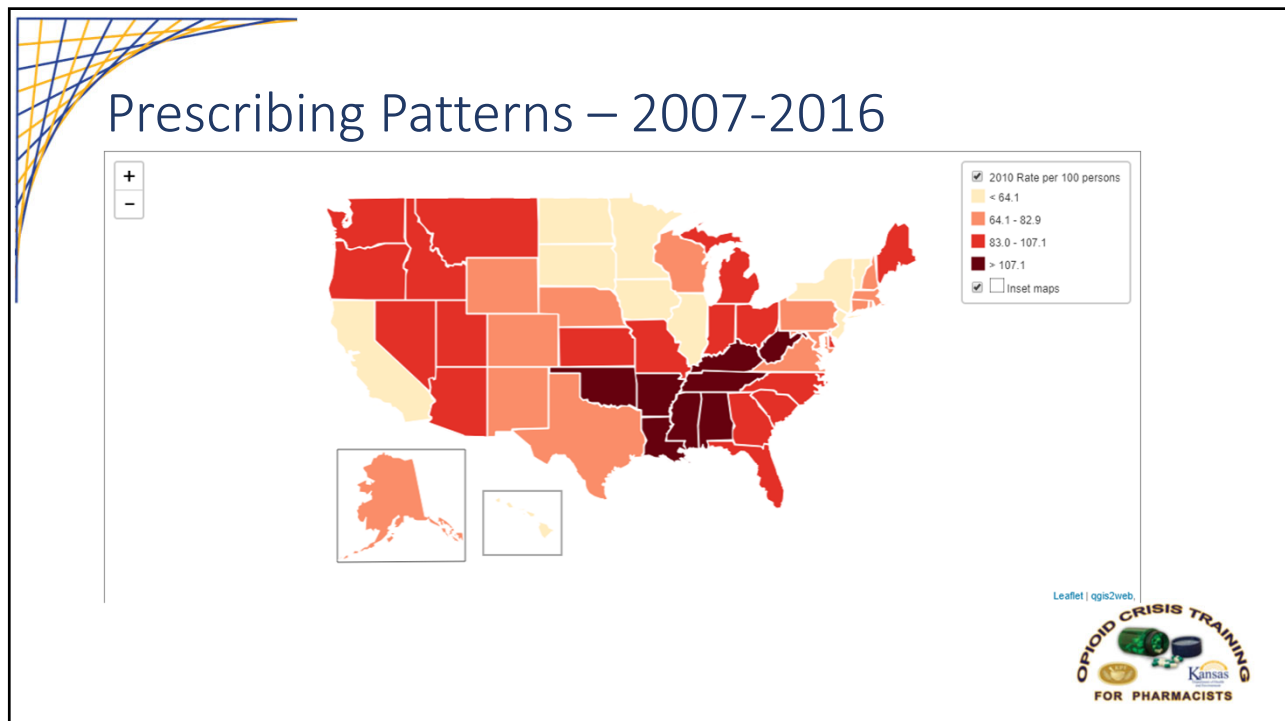 Prescribing Patterns – 2007-2016
+
−
2010 Rate per 100 persons
< 64.1
64.1 - 82.9
83.0 - 107.1
> 107.1
Inset maps
Leaflet | qgis2web,
OPIOID CRISIS TRAINING
Kansas
FOR PHARMACISTS